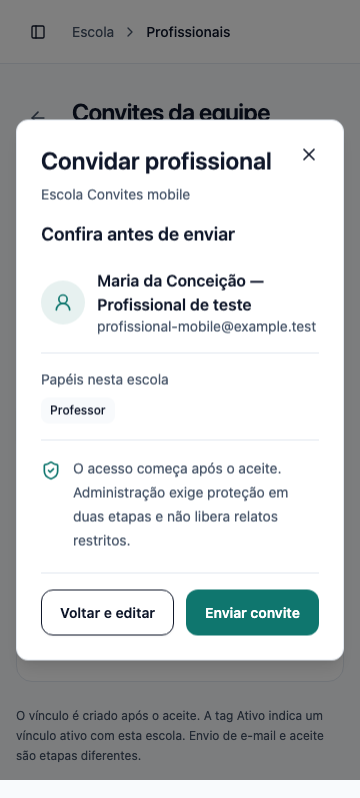 Escola > Profissionais
Convites da equipe
Convidar profissional
Escola Convites mobile
Confira antes de enviar
Maria da Conceição —
Profissional de teste
profissional-mobile@example.test
Papéis nesta escola
Professor
O acesso começa após o aceite.
Administração exige proteção em
duas etapas e não libera relatos
restritos.
Voltar e editar
Enviar convite
O vínculo é criado após o aceite. A tag Ativo indica um
vínculo ativo com esta escola. Envio de e-mail e aceite
são etapas diferentes.